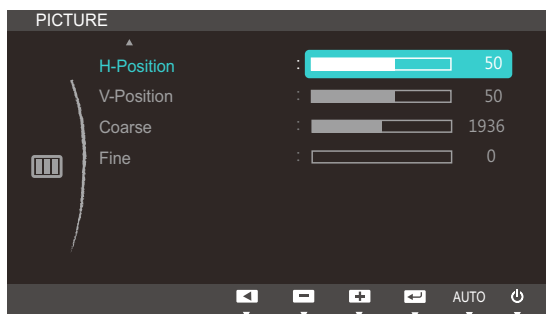 PICTURE
H-Position : 50
V-Position : 50
Coarse : 1936
Fine : 0
AUTO